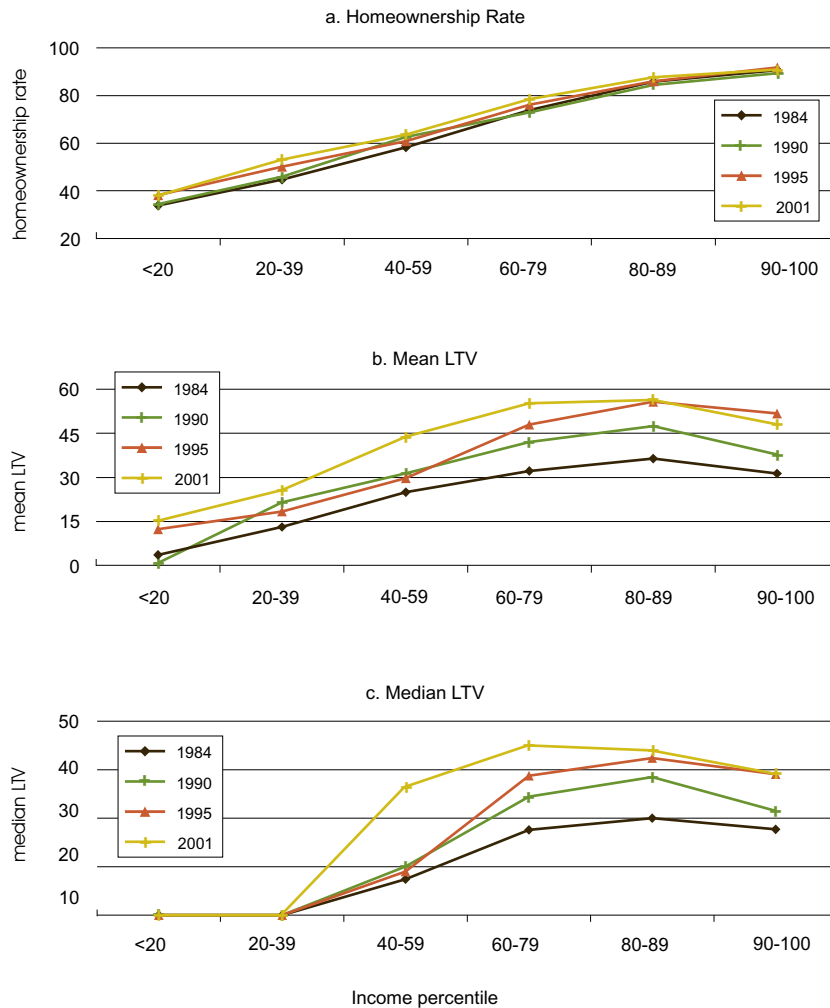 a. Homeownership Rate
100
80
60
40
20
homeownership rate
1984
1990
1995
2001
<20 20-39 40-59 60-79 80-89 90-100
b. Mean LTV
60
45
30
15
0
mean LTV
1984
1990
1995
2001
<20 20-39 40-59 60-79 80-89 90-100
c. Median LTV
50
40
30
20
10
median LTV
1984
1990
1995
2001
<20 20-39 40-59 60-79 80-89 90-100
Income percentile